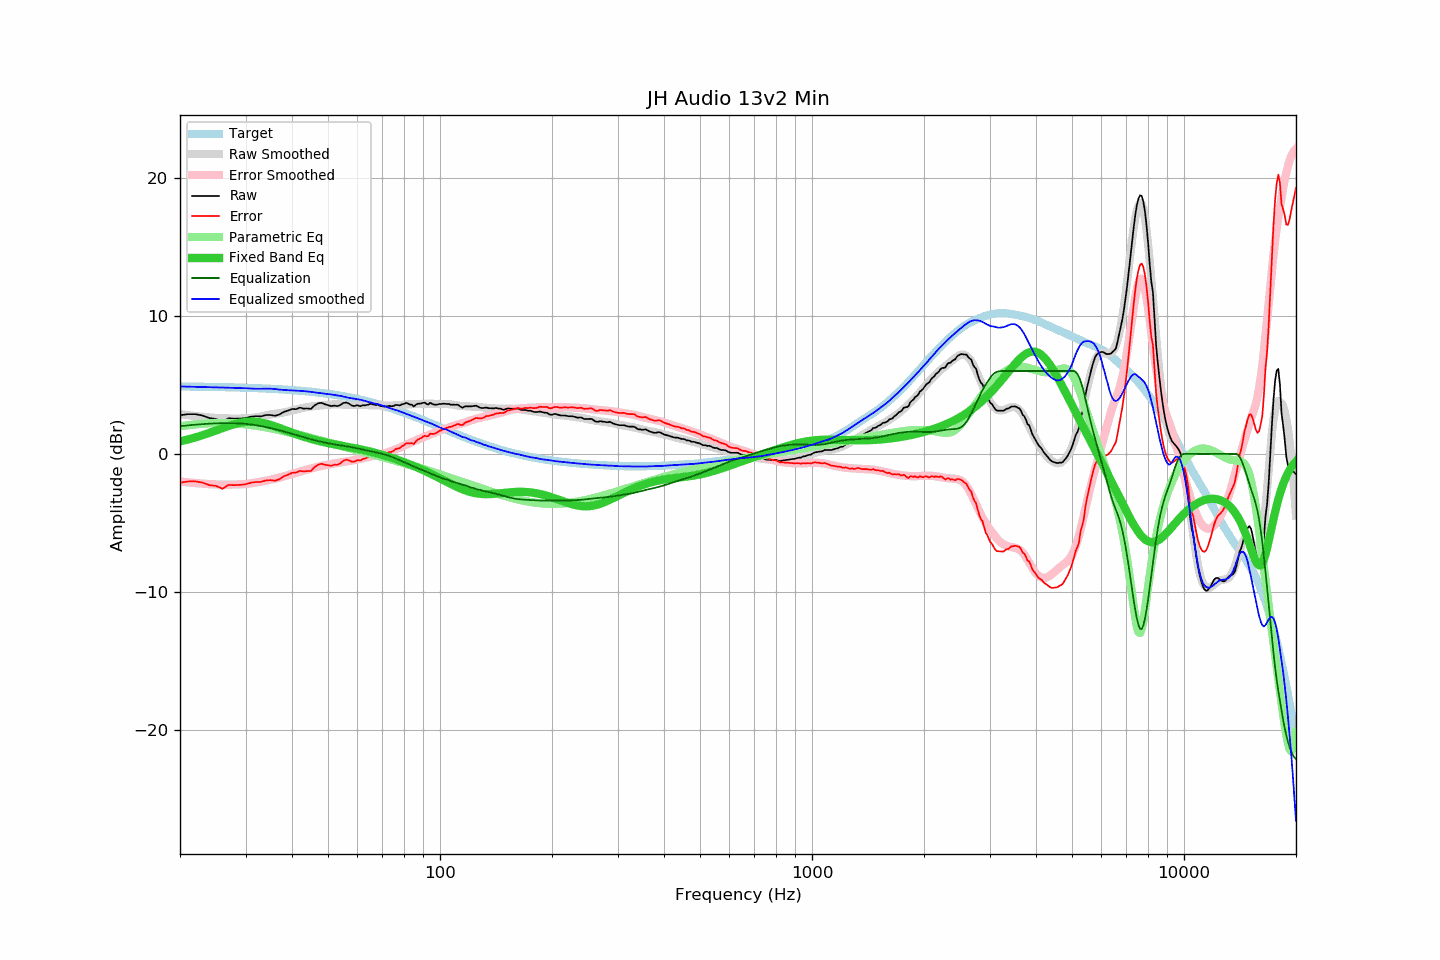 JH Audio 13v2 Min
Target
Raw Smoothed
Error Smoothed
Raw
Error
Parametric Eq
Fixed Band Eq
Equalization
Equalized smoothed
Amplitude (dBr)
20
10
0
−10
−20
100
1000
10000
Frequency (Hz)